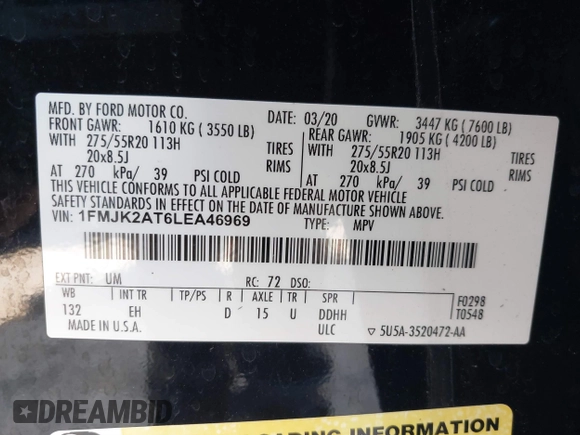 MFD. BY FORD MOTOR CO.
DATE: 03/20 GVWR: 3447 KG ( 7600 LB)
FRONT GAWR: 1610 KG ( 3550 LB) REAR GAWR: 1905 KG ( 4200 LB)
WITH 275/55R20 113H TIRES WITH 275/55R20 113H TIRES
20x8.5J RIMS 20x8.5J RIMS
AT 270 kPa/ 39 PSI COLD AT 270 kPa/ 39 PSI COLD
THIS VEHICLE CONFORMS TO ALL APPLICABLE FEDERAL MOTOR VEHICLE
SAFETY STANDARDS IN EFFECT ON THE DATE OF MANUFACTURE SHOWN ABOVE.
VIN: 1FMJK2AT6LEA46969 TYPE: MPV
EXT PNT: UM RC: 72 DSO:
WB INT TR TP/PS R AXLE TR SPR F0298
132 EH D 15 U DDHH T0548
MADE IN U.S.A. ULC ▽ 5U5A-3520472-AA
DREAMBID
LOADING INFORMATION